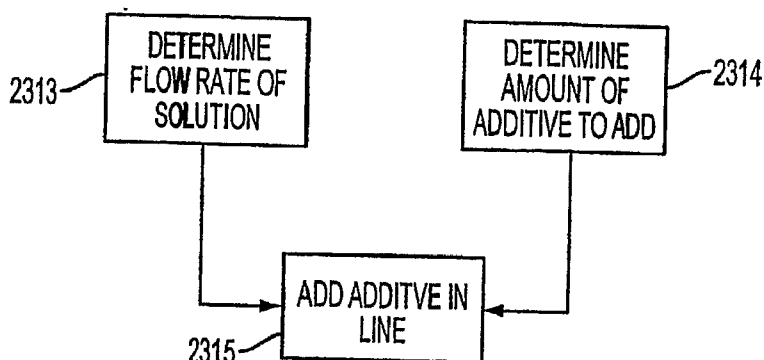 2313
DETERMINE
FLOW RATE OF
SOLUTION
DETERMINE
AMOUNT OF
ADDITIVE TO ADD
2314
ADD ADDITVE IN
LINE
2315